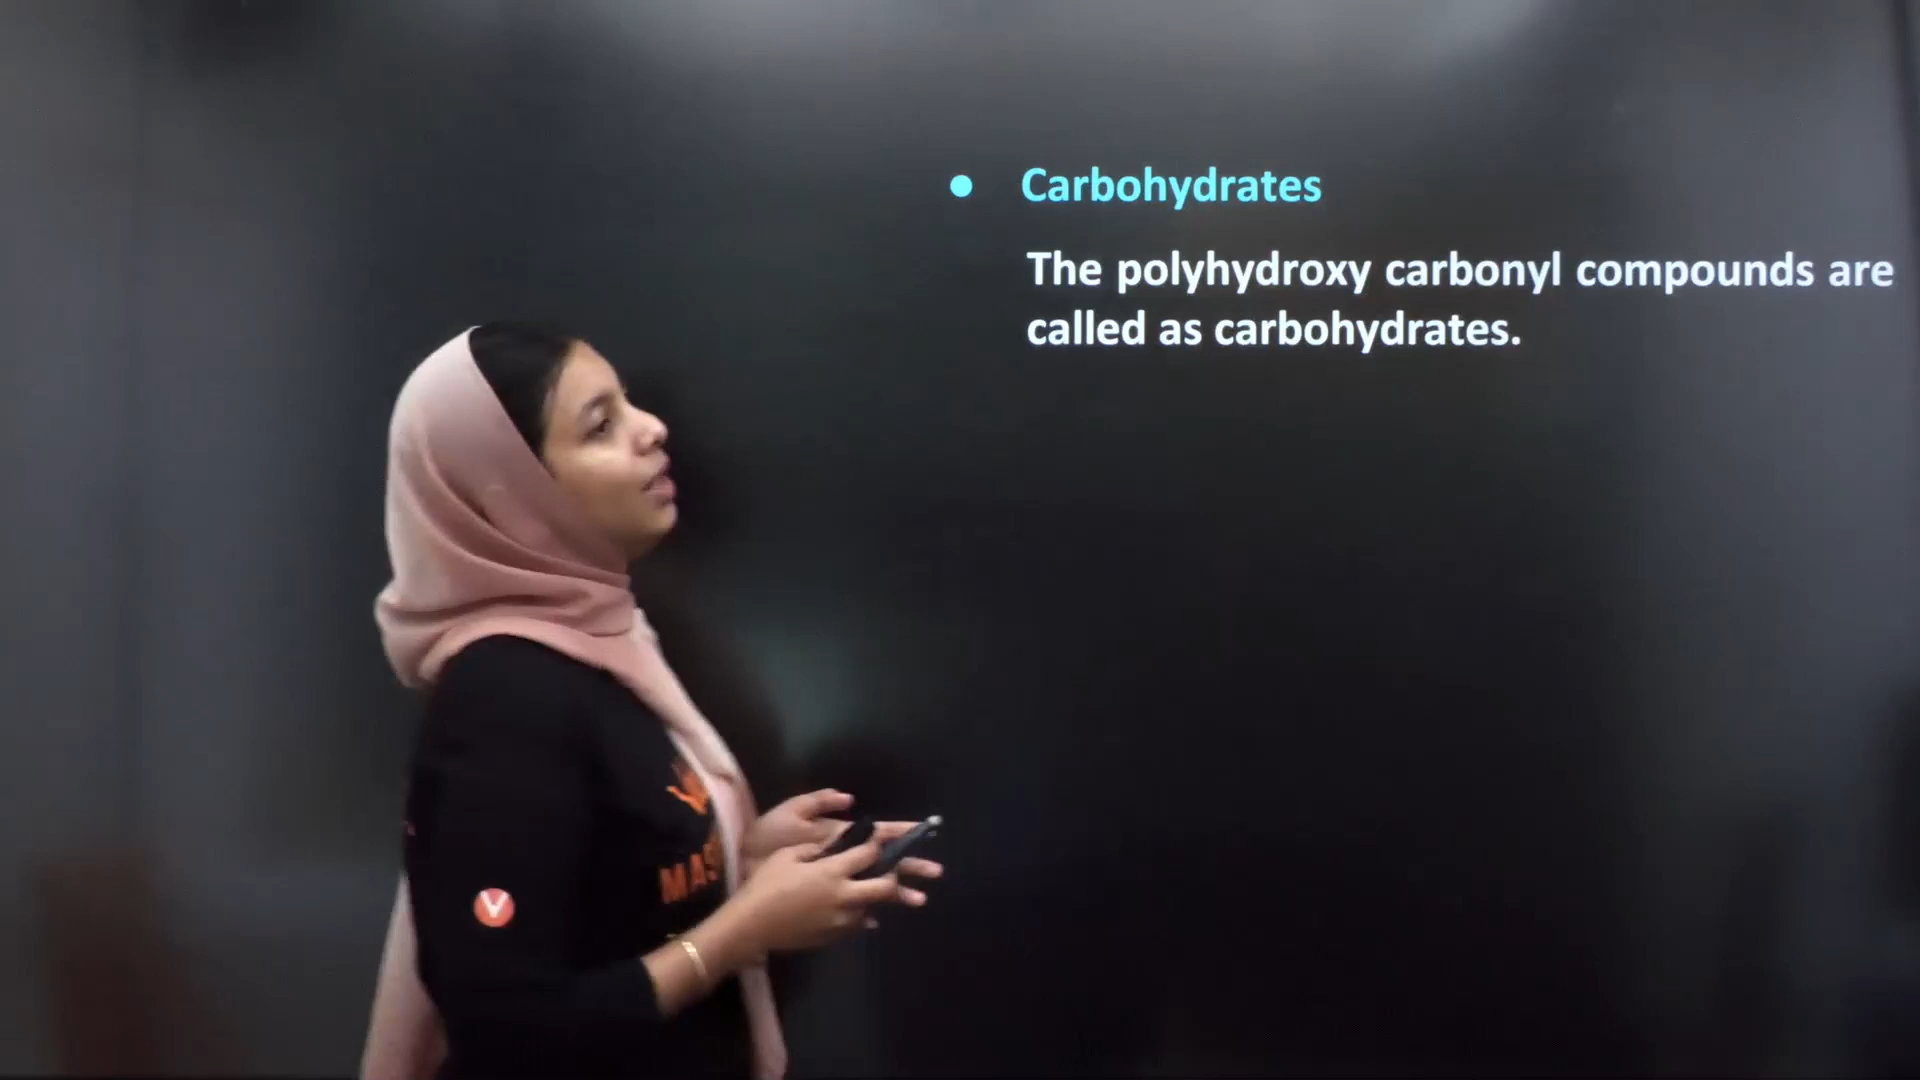 ● Carbohydrates
The polyhydroxy carbonyl compounds are
called as carbohydrates.
V